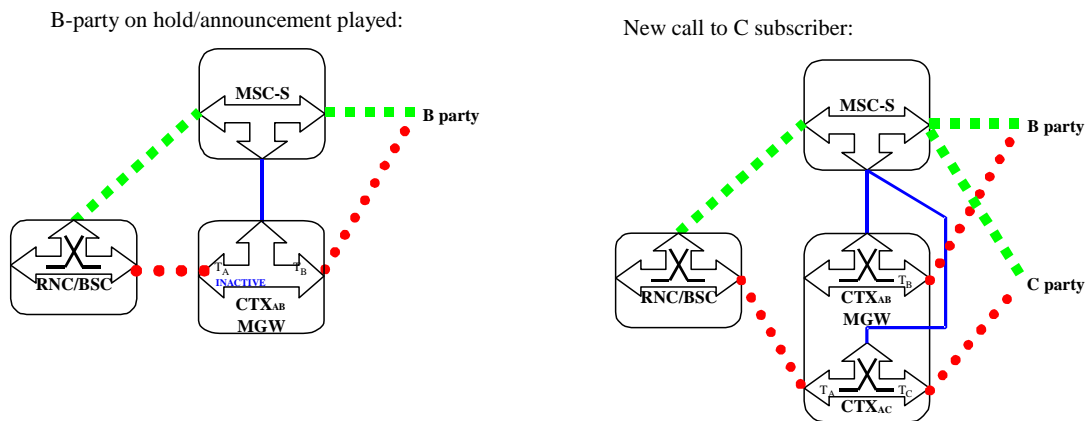 B-party on hold/announcement played:
MSC-S
B party
RNC/BSC
TA
TB
INACTIVE
CTXAB
MGW
New call to C subscriber:
MSC-S
B party
RNC/BSC
TB
CTXAB
MGW
C party
TA
TC
CTXAC